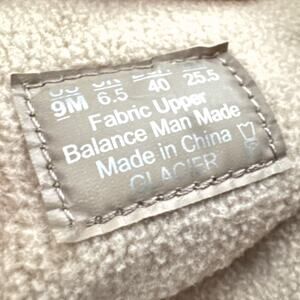 9M 6.5 40 25.5
Fabric Upper
Balance Man Made
Made in China
GLACIER